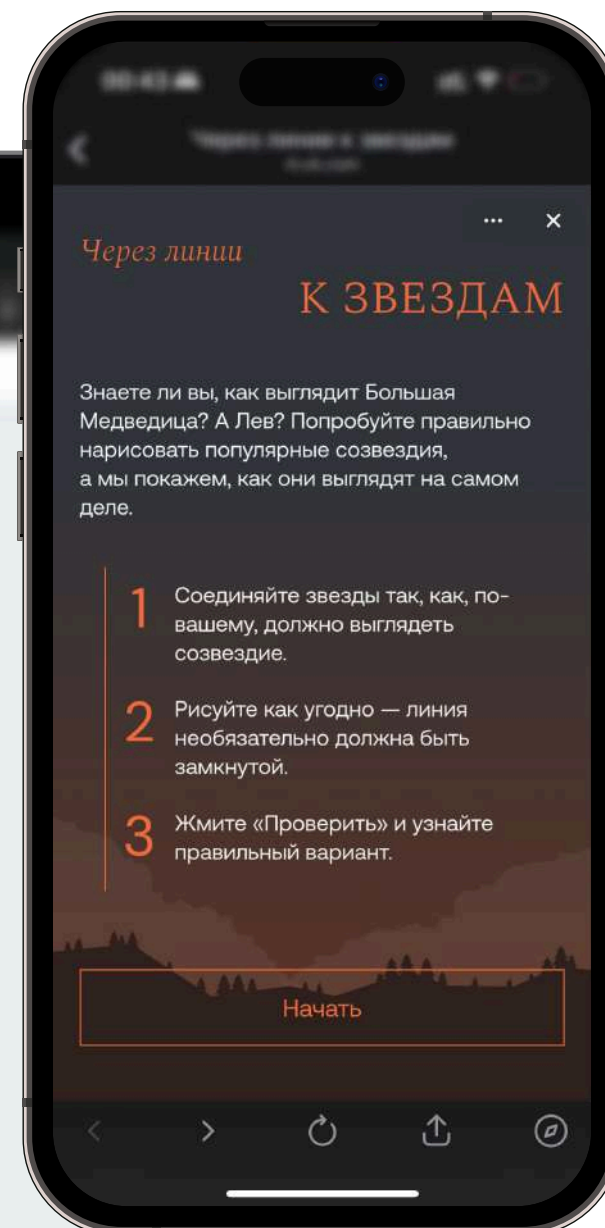 Через линии
К ЗВЕЗДАМ
Знаете ли вы, как выглядит Большая
Медведица? А Лев? Попробуйте правильно
нарисовать популярные созвездия,
а мы покажем, как они выглядят на самом
деле.
1 Соединяйте звезды так, как, по-
вашему, должно выглядеть
созвездие.
2 Рисуйте как угодно — линия
необязательно должна быть
замкнутой.
3 Жмите «Проверить» и узнайте
правильный вариант.
Начать